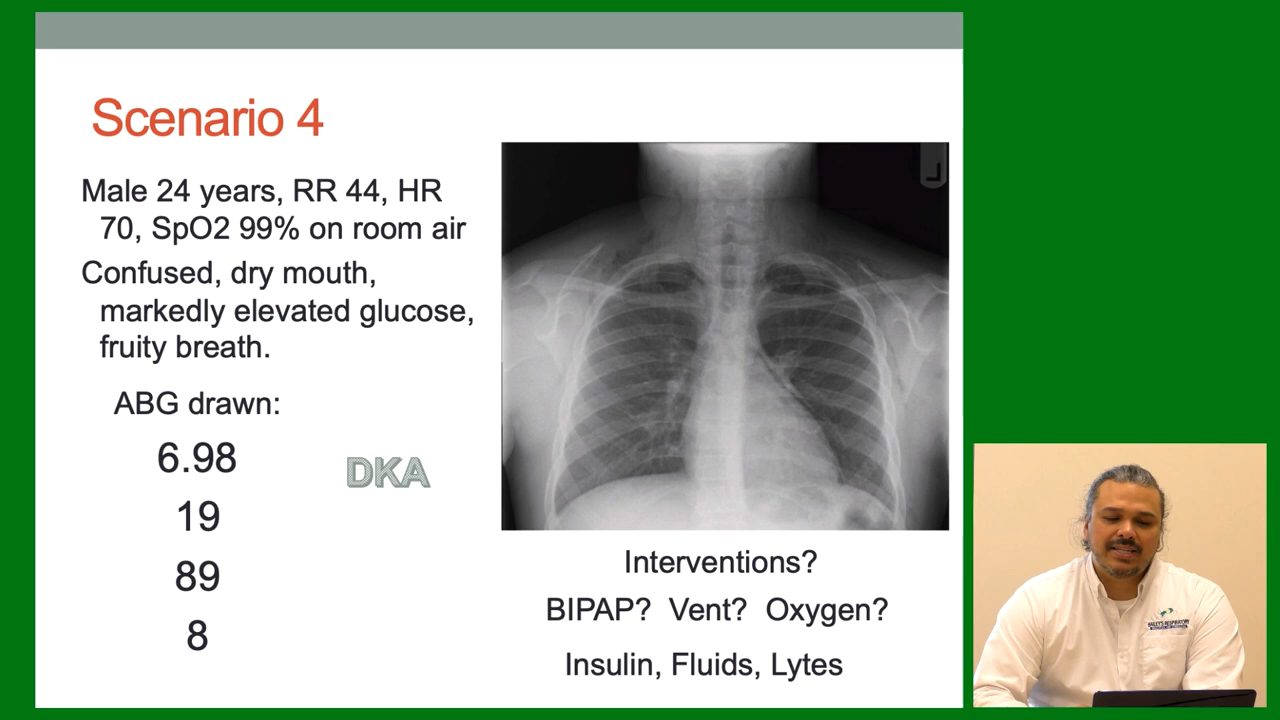 Scenario 4
Male 24 years, RR 44, HR
70, SpO2 99% on room air
Confused, dry mouth,
markedly elevated glucose,
fruity breath.
ABG drawn:
6.98
19
89
8
DKA
L
Interventions?
BIPAP? Vent? Oxygen?
Insulin, Fluids, Lytes